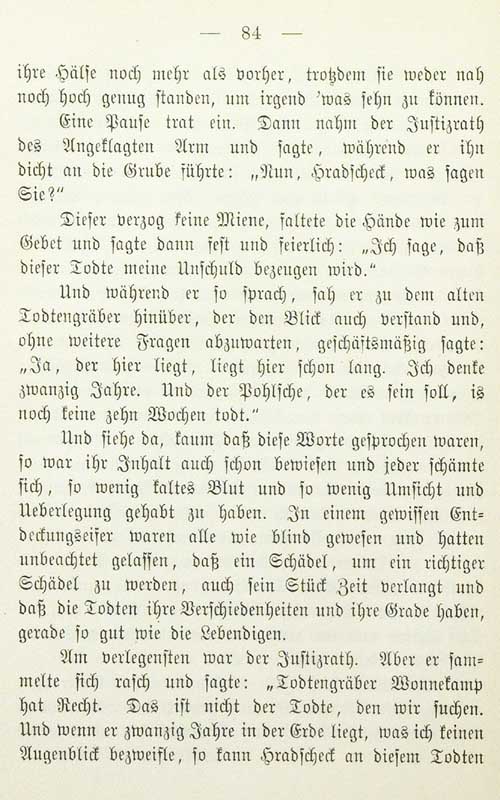 — 84 —
ihre Hälse noch mehr als vorher, trotzdem sie weder nah
noch hoch genug standen, um irgend 'was sehn zu können.
Eine Pause trat ein. Dann nahm der Justizrath
des Angeklagten Arm und sagte, während er ihn
dicht an die Grube führte: „Nun, Hradscheck, was sagen
Sie?"
Dieser verzog keine Miene, faltete die Hände wie zum
Gebet und sagte dann fest und feierlich: „Ich sage, daß
dieser Todte meine Unschuld bezeugen wird."
Und während er so sprach, sah er zu dem alten
Todtengräber hinüber, der den Blick auch verstand und,
ohne weitere Fragen abzuwarten, geschäftsmäßig sagte:
„Ja, der hier liegt, liegt hier schon lang. Ich denke
zwanzig Jahre. Und der Pohlsche, der es sein soll, is
noch keine zehn Wochen todt."
Und siehe da, kaum daß diese Worte gesprochen waren,
so war ihr Inhalt auch schon bewiesen und jeder schämte
sich, so wenig kaltes Blut und so wenig Umsicht und
Ueberlegung gehabt zu haben. In einem gewissen Ent-
deckungseifer waren alle wie blind gewesen und hatten
unbeachtet gelassen, daß ein Schädel, um ein richtiger
Schädel zu werden, auch sein Stück Zeit verlangt und
daß die Todten ihre Verschiedenheiten und ihre Grade haben,
gerade so gut wie die Lebendigen.
Am verlegensten war der Justizrath. Aber er sam-
melte sich rasch und sagte: „Todtengräber Wonnekamp
hat Recht. Das ist nicht der Todte, den wir suchen.
Und wenn er zwanzig Jahre in der Erde liegt, was ich keinen
Augenblick bezweifle, so kann Hradscheck an diesem Todten